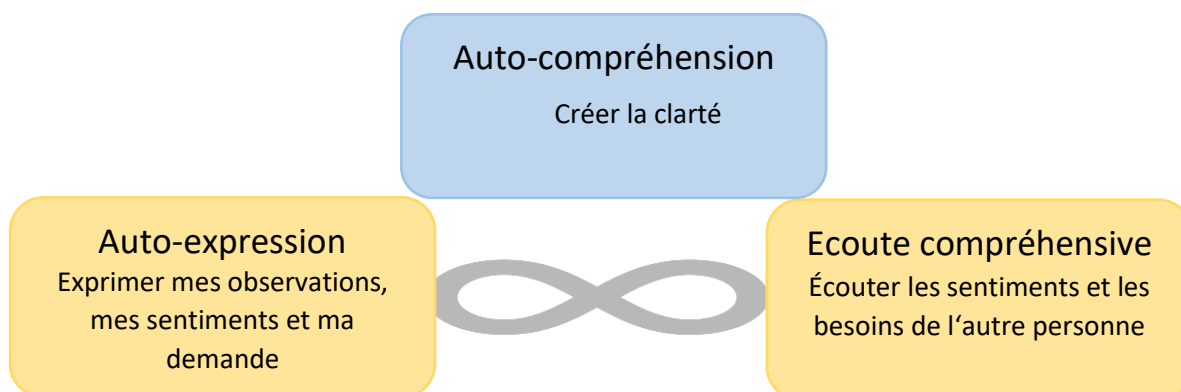 Auto-compréhension
Créer la clarté
Auto-expression
Exprimer mes observations,
mes sentiments et ma
demande
Ecoute compréhensive
Écouter les sentiments et les
besoins de l‘autre personne